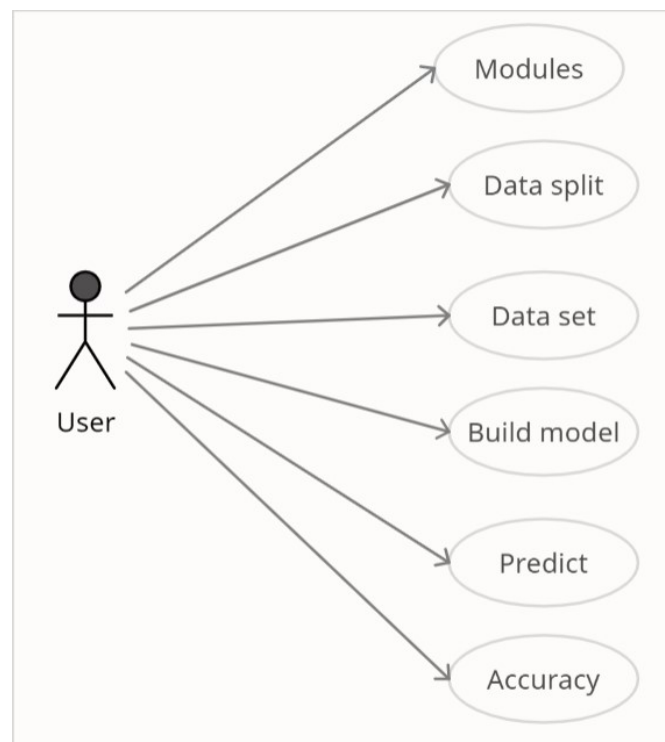 Modules
Data split
Data set
User
Build model
Predict
Accuracy